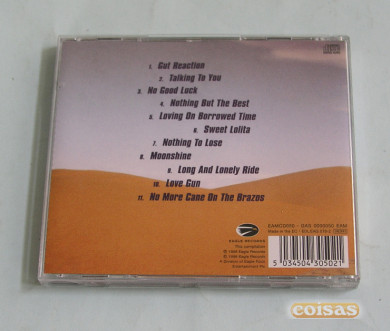 1. Gut Reaction
2. Talking To You
3. No Good Luck
4. Nothing But The Best
5. Loving On Borrowed Time
6. Sweet Lolita
7. Nothing To Lose
8. Moonshine
9. Long And Lonely Ride
10. Love Gun
11. No More Cane On The Brazos
EAGLE RECORDS
5 034504 305021
coisas